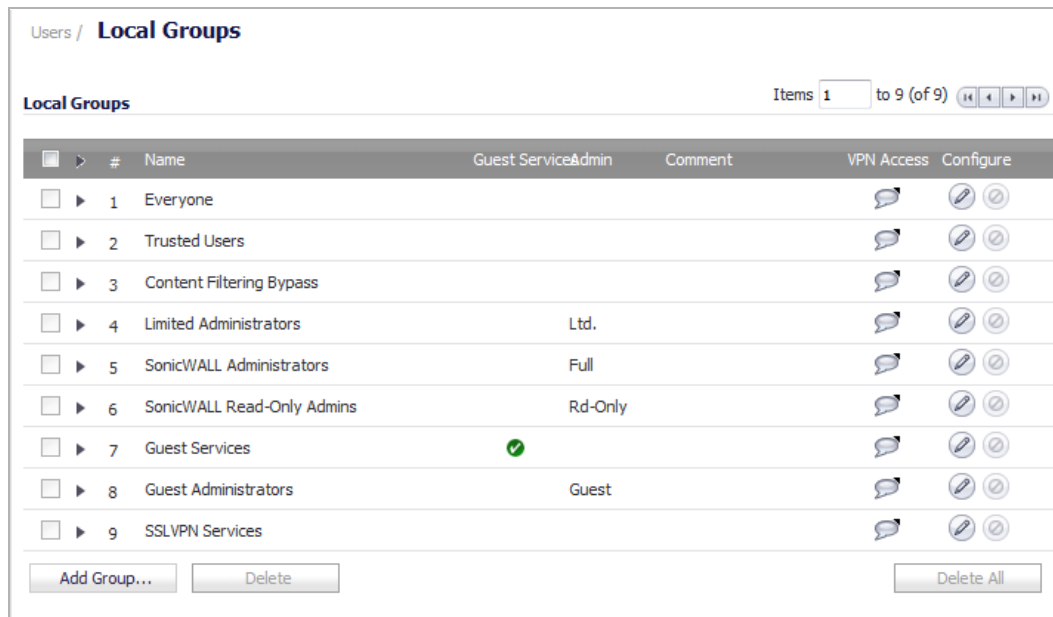 Users / Local Groups
Local Groups Items 1 to 9 (of 9)
# Name Guest Services Admin Comment VPN Access Configure
1 Everyone
2 Trusted Users
3 Content Filtering Bypass
4 Limited Administrators Ltd.
5 SonicWALL Administrators Full
6 SonicWALL Read-Only Admins Rd-Only
7 Guest Services
8 Guest Administrators Guest
9 SSLVPN Services
Add Group... Delete Delete All